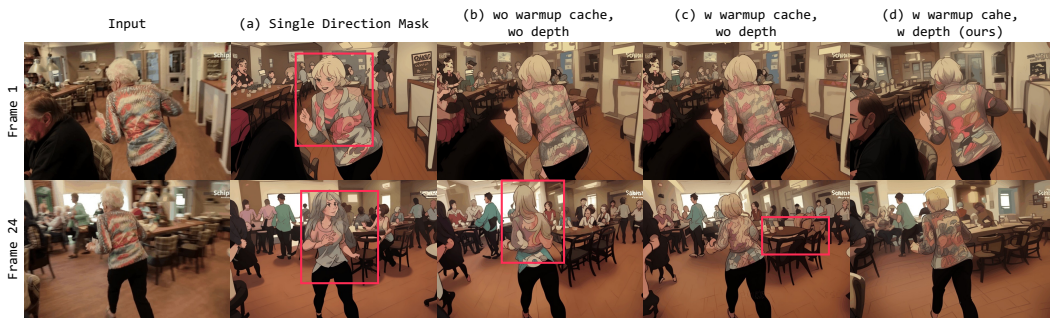 Input
(a) Single Direction Mask
(b) wo warmup cache,
wo depth
(c) w warmup cache,
wo depth
(d) w warmup cahe,
w depth (ours)
Frame 1
Frame 24